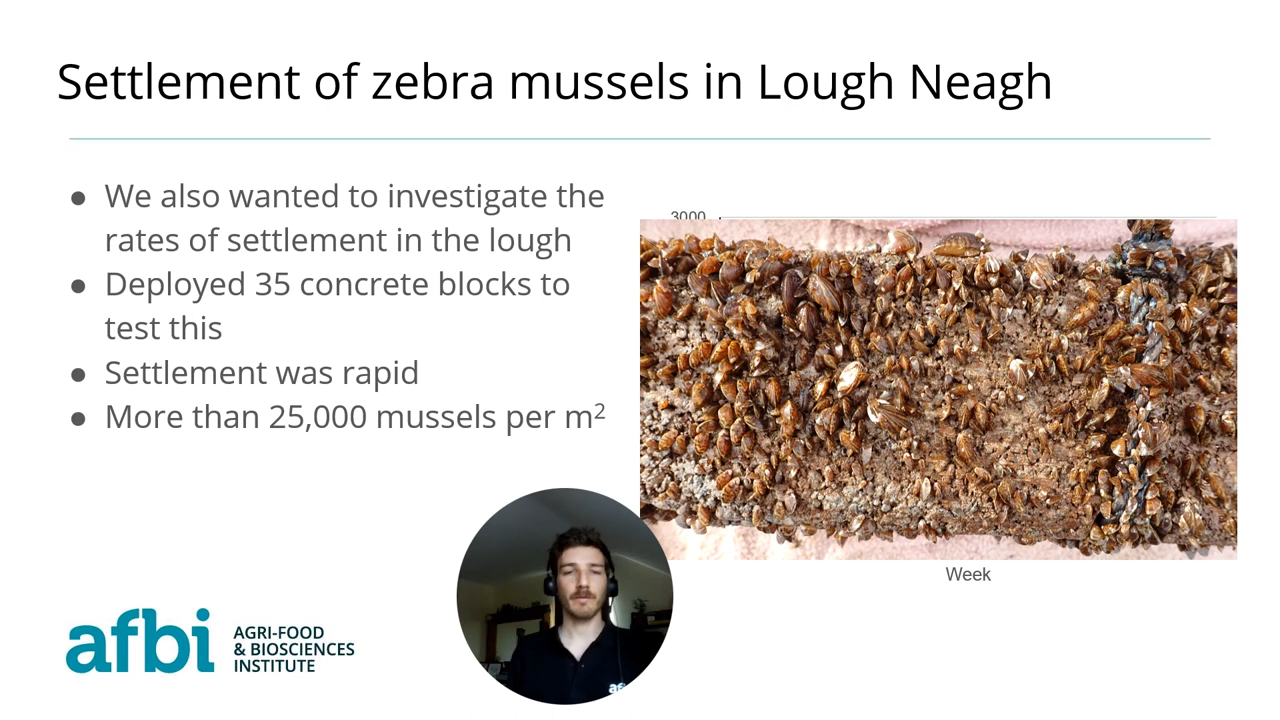 Settlement of zebra mussels in Lough Neagh
● We also wanted to investigate the
rates of settlement in the lough
● Deployed 35 concrete blocks to
test this
● Settlement was rapid
● More than 25,000 mussels per m²
3000
Week
afbi AGRI-FOOD
& BIOSCIENCES
INSTITUTE